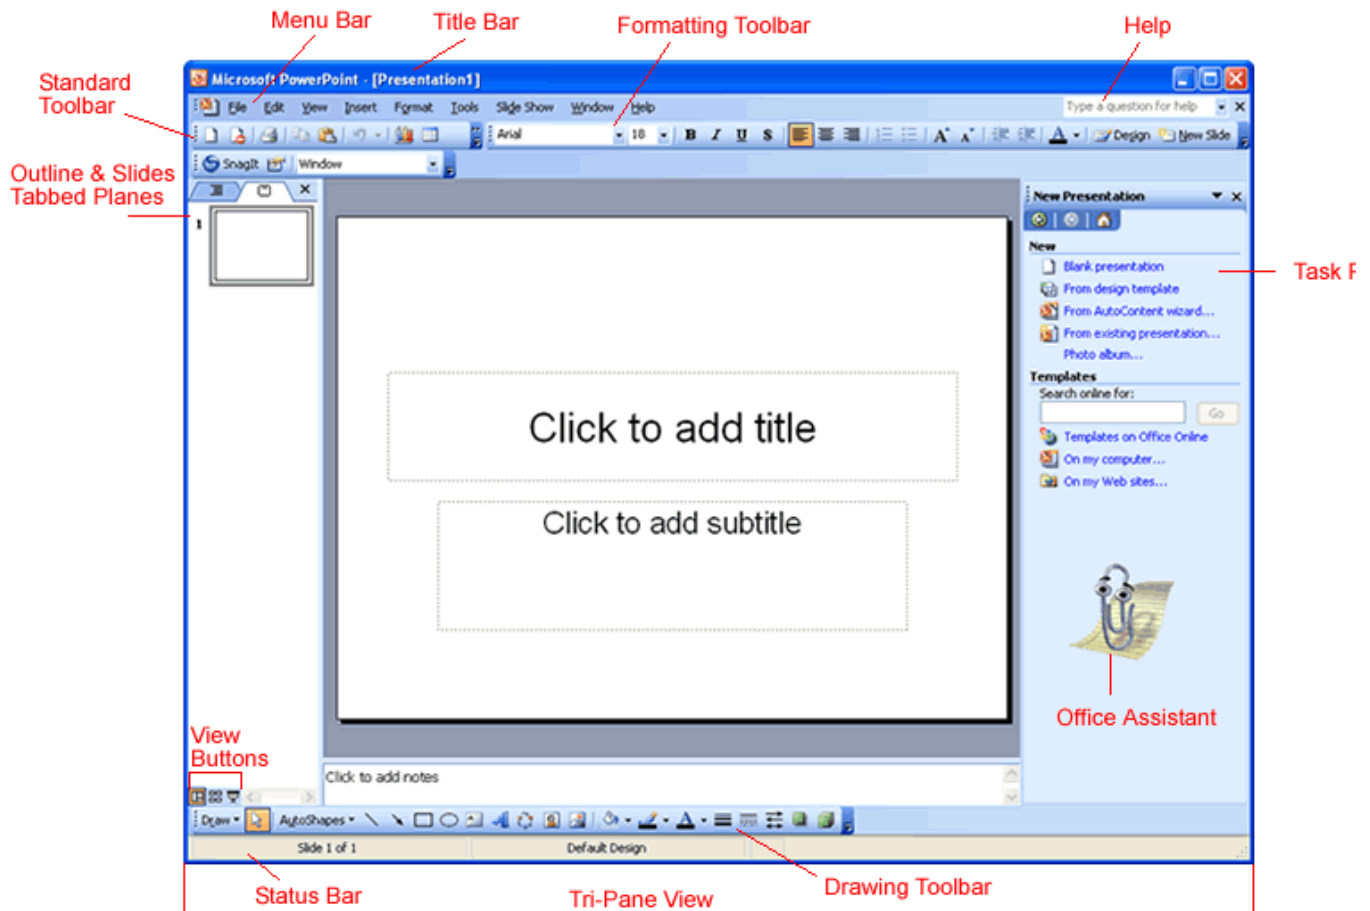 Menu Bar
Title Bar
Formatting Toolbar
Help
Standard
Toolbar
Microsoft PowerPoint - [Presentation1]
File Edit View Insert Format Tools Slide Show Window Help
Type a question for help
Arial
18
B I U S
A A
A
Design
New Slide
SnagIt
Window
Outline & Slides
Tabbed Planes
1
New Presentation
New
Blank presentation
From design template
From AutoContent wizard...
From existing presentation...
Photo album...
Task
Templates
Search online for:
Go
Templates on Office Online
On my computer...
On my Web sites...
Click to add title
Click to add subtitle
Office Assistant
View
Buttons
Click to add notes
Draw
AutoShapes
A
A
Slide 1 of 1
Default Design
Status Bar
Tri-Pane View
Drawing Toolbar